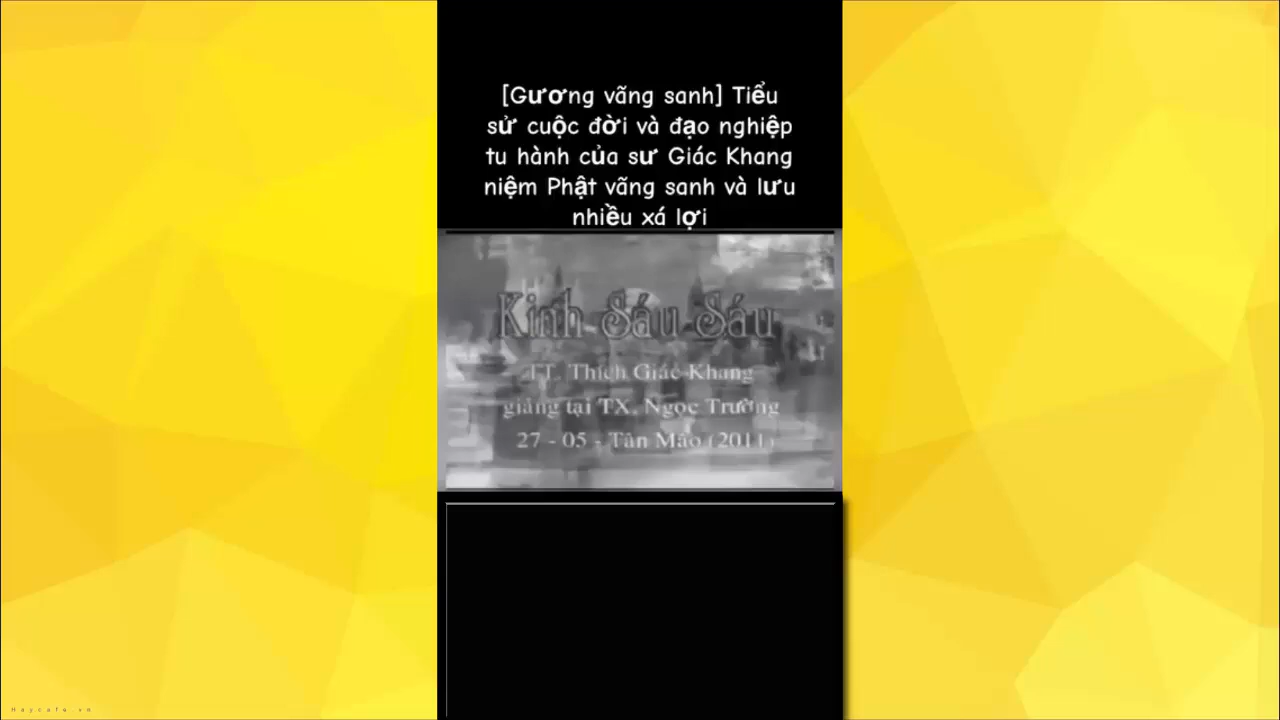 [Gương vãng sanh] Tiểu
sử cuộc đời và đạo nghiệp
tu hành của sư Giác Khang
niệm Phật vãng sanh và lưu
nhiều xá lợi
Kinh Sáu Sáu
TT. Thích Giác Khang
giảng tại TX. Ngọc Trường
27 - 05 - Tân Mão (2011)
Haycafe.vn